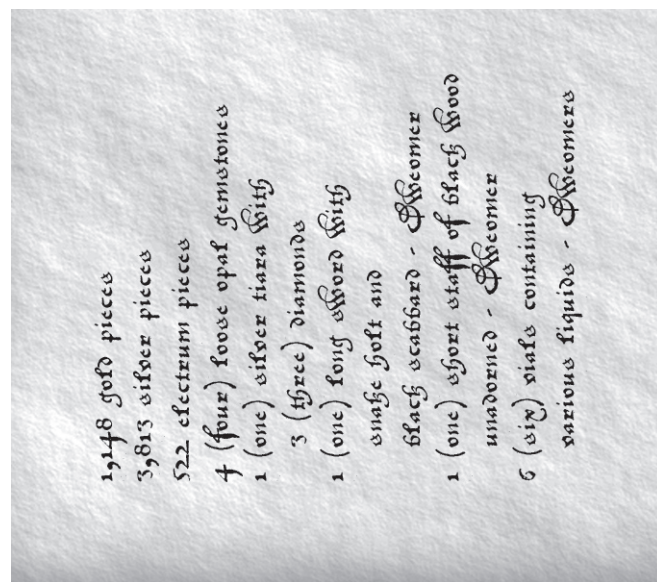 1,148 gold pieces
3,813 silver pieces
522 electrum pieces
4 (four) loose opal gemstones
1 (one) silver tiara with
3 (three) diamonds
1 (one) long sword with
snake holt and
black scabbard - Dweomer
1 (one) short staff of black wood
unadorned - Dweomer
6 (six) vials containing
various liquids - Dweomers